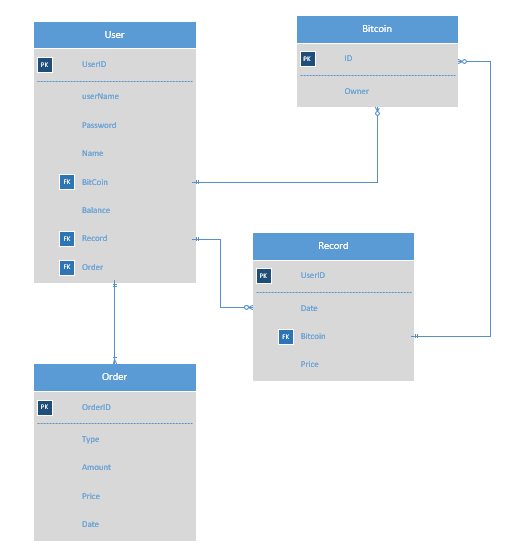 User
PK UserID
userName
Password
Name
FK BitCoin
Balance
FK Record
FK Order
Bitcoin
PK ID
Owner
Record
PK UserID
Date
FK Bitcoin
Price
Order
PK OrderID
Type
Amount
Price
Date